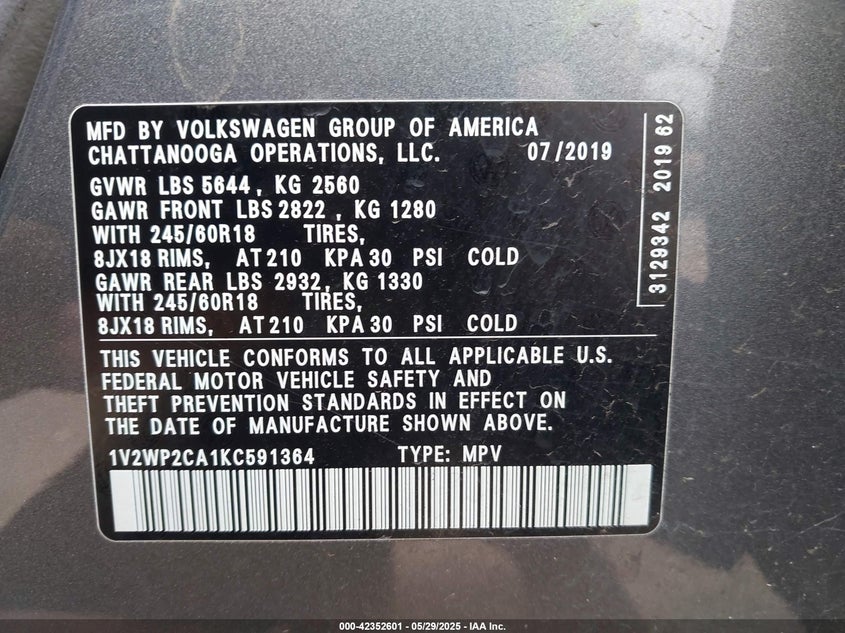 MFD BY VOLKSWAGEN GROUP OF AMERICA
CHATTANOOGA OPERATIONS, LLC. 07/2019
GVWR LBS 5644, KG 2560
GAWR FRONT LBS 2822, KG 1280
WITH 245/60R18 TIRES,
8JX18 RIMS, AT 210 KPA 30 PSI COLD
GAWR REAR LBS 2932, KG 1330
WITH 245/60R18 TIRES,
8JX18 RIMS, AT 210 KPA 30 PSI COLD
THIS VEHICLE CONFORMS TO ALL APPLICABLE U.S.
FEDERAL MOTOR VEHICLE SAFETY AND
THEFT PREVENTION STANDARDS IN EFFECT ON
THE DATE OF MANUFACTURE SHOWN ABOVE.
1V2WP2CA1KC591364 TYPE: MPV
3129342 2019 62
000-42352601 - 05/29/2025 - IAA Inc.